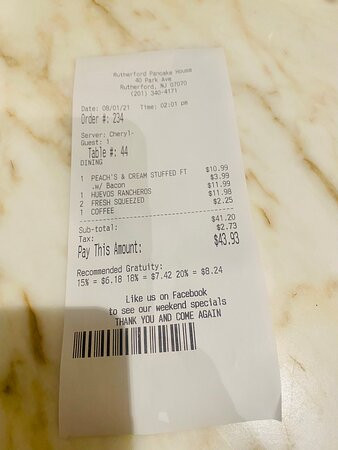 Rutherford Pancake House
40 Park Ave
Rutherford, NJ 07070
(201) 340-4171
Date: 08/01/21 Time: 02:01 pm
Order #: 234
Server: Cheryl-
Guest: 1
Table #: 44
DINING
1 PEACH'S & CREAM STUFFED FT $10.99
.w/ Bacon $3.99
1 HUEVOS RANCHEROS $11.99
2 FRESH SQUEEZED $11.98
1 COFFEE $2.25
Sub-total: $41.20
Tax: $2.73
Pay This Amount: $43.93
Recommended Gratuity:
15% = $6.18 18% = $7.42 20% = $8.24
Like us on Facebook
to see our weekend specials
THANK YOU AND COME AGAIN